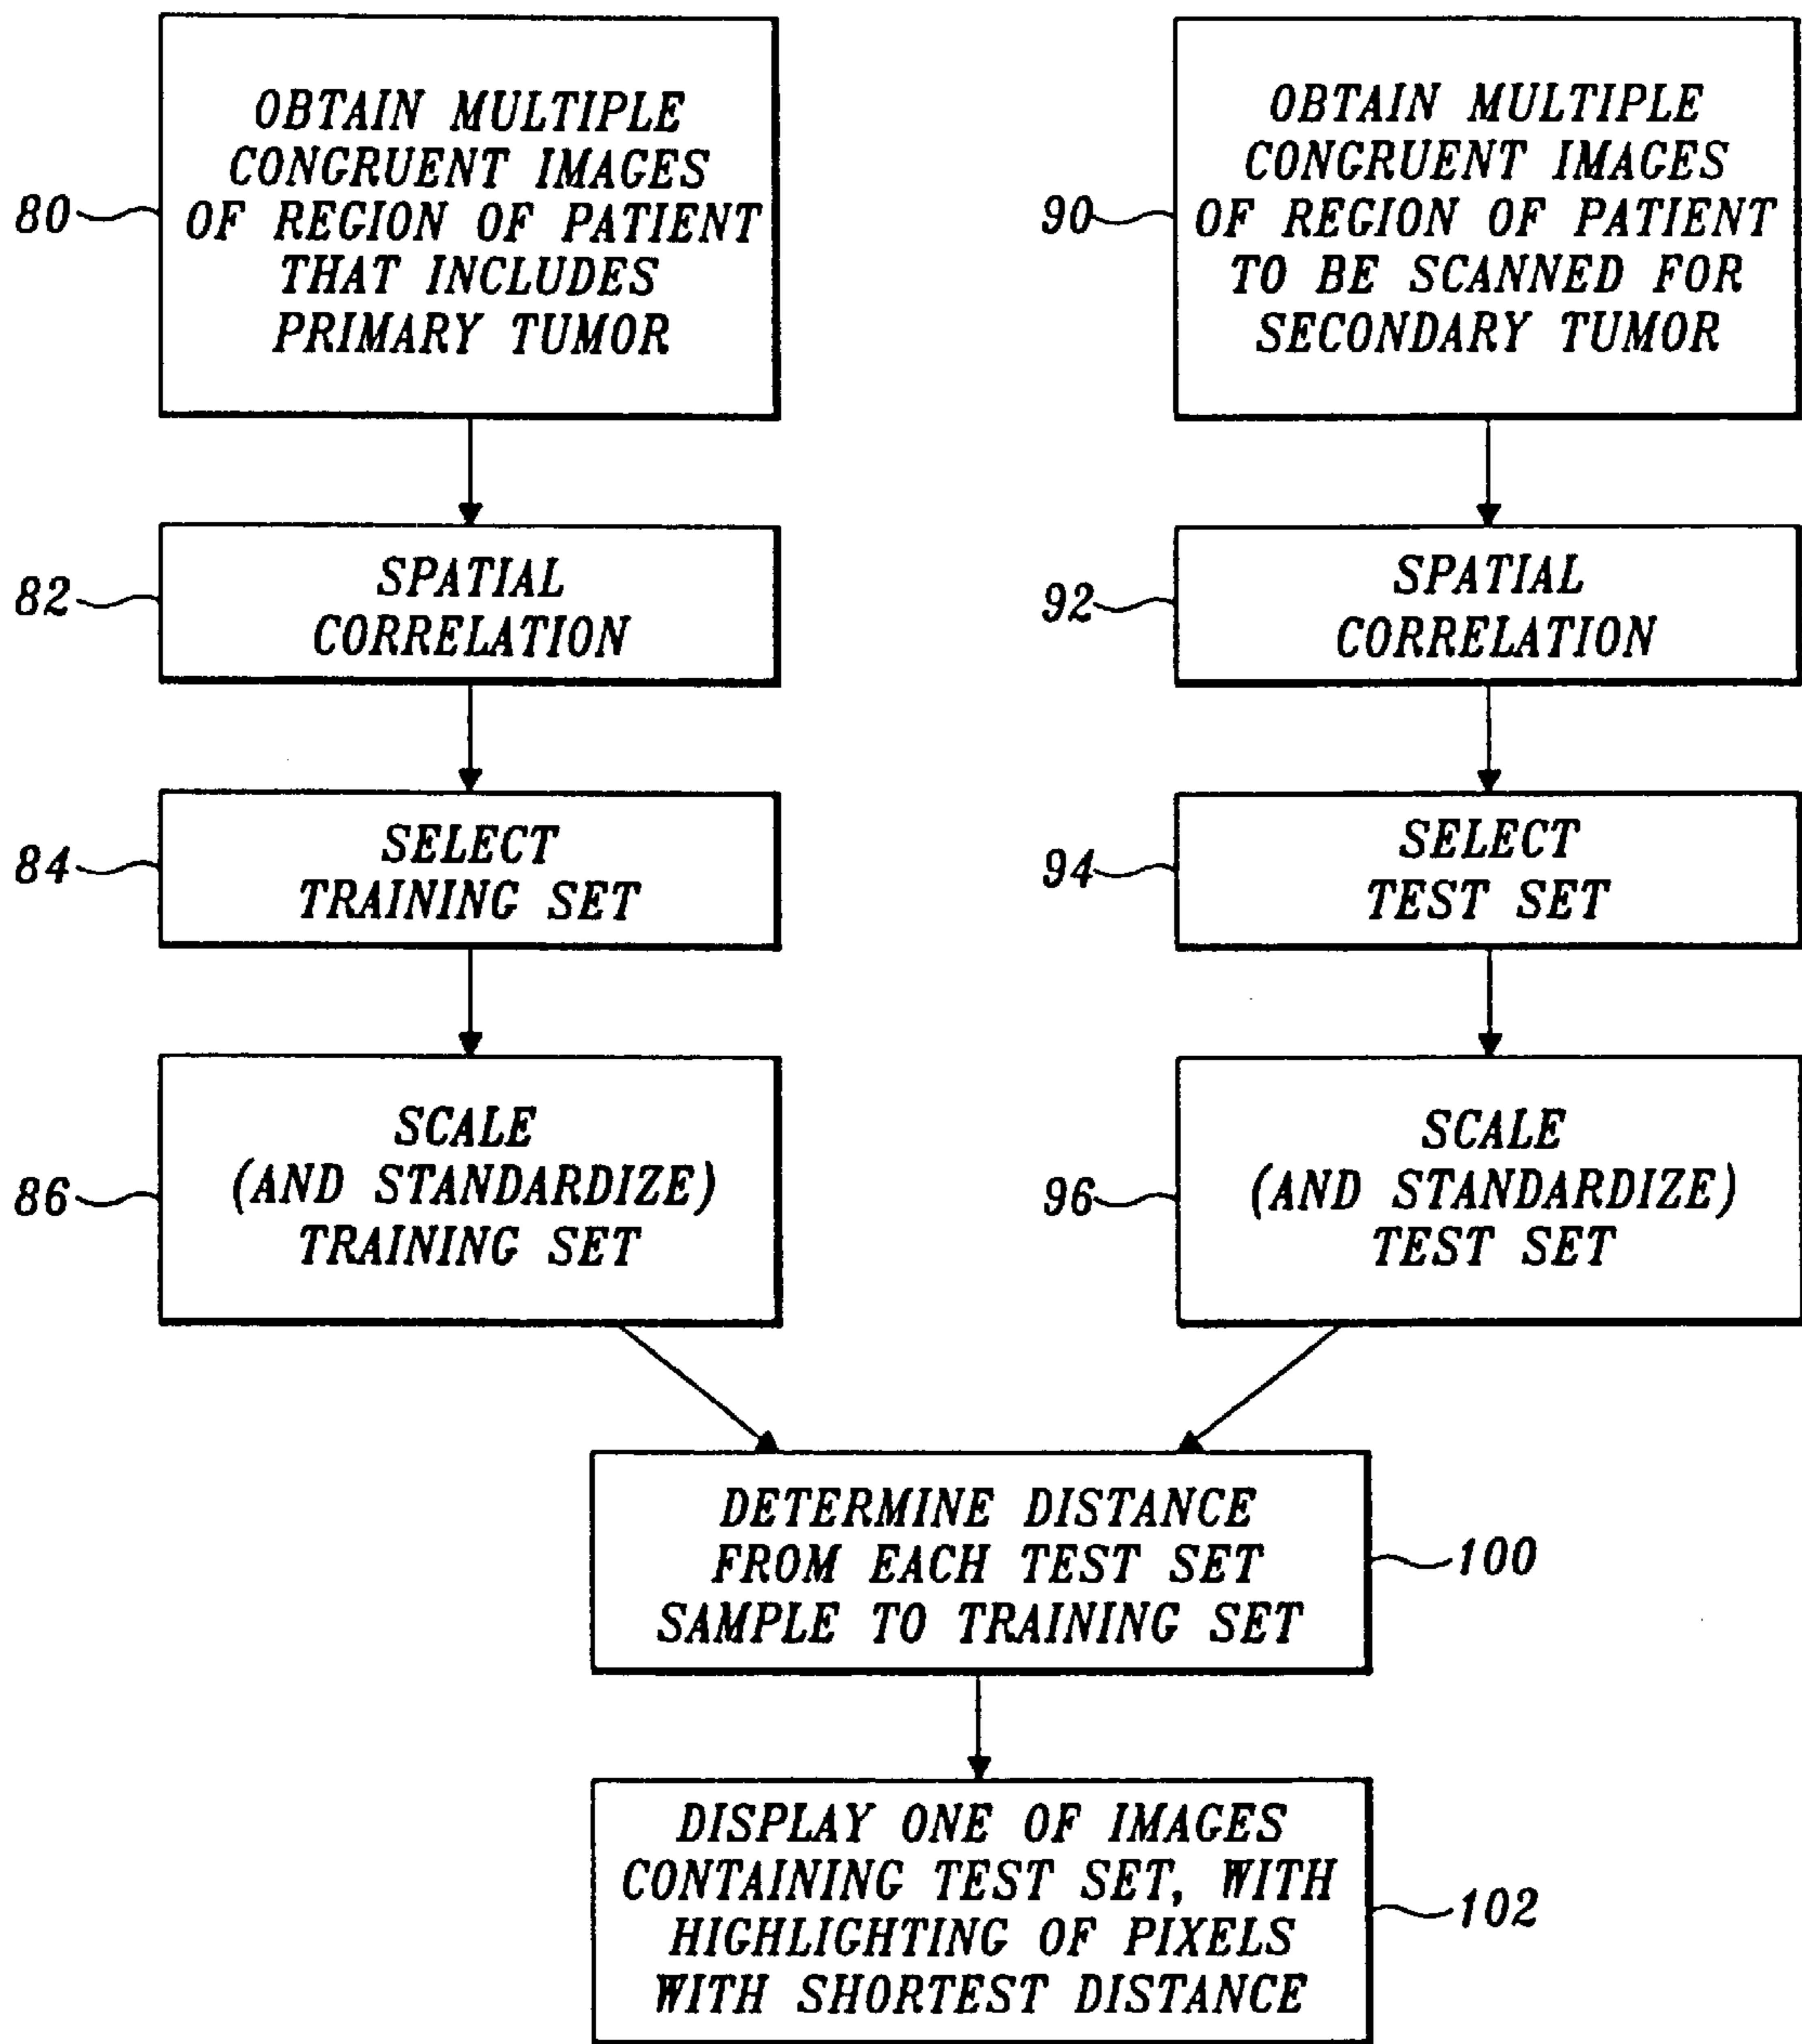 80
OBTAIN MULTIPLE
CONGRUENT IMAGES
OF REGION OF PATIENT
THAT INCLUDES
PRIMARY TUMOR
82
SPATIAL
CORRELATION
84
SELECT
TRAINING SET
86
SCALE
(AND STANDARDIZE)
TRAINING SET
90
OBTAIN MULTIPLE
CONGRUENT IMAGES
OF REGION OF PATIENT
TO BE SCANNED FOR
SECONDARY TUMOR
92
SPATIAL
CORRELATION
94
SELECT
TEST SET
96
SCALE
(AND STANDARDIZE)
TEST SET
DETERMINE DISTANCE
FROM EACH TEST SET
SAMPLE TO TRAINING SET
100
DISPLAY ONE OF IMAGES
CONTAINING TEST SET, WITH
HIGHLIGHTING OF PIXELS
WITH SHORTEST DISTANCE
102